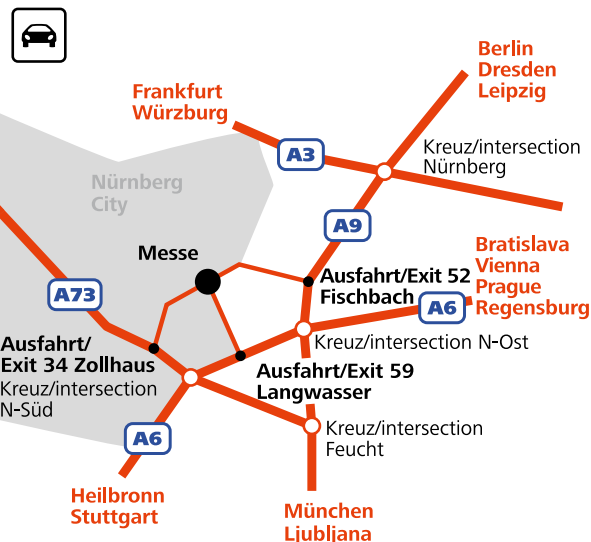 Berlin
Dresden
Leipzig
Frankfurt
Würzburg
Kreuz/intersection
Nürnberg
A3
Nürnberg
City
A9
Messe
Bratislava
Vienna
Prague
Regensburg
Ausfahrt/Exit 52
Fischbach
A73
A6
Ausfahrt/
Exit 34 Zollhaus
Kreuz/intersection N-Ost
Kreuz/intersection
N-Süd
Ausfahrt/Exit 59
Langwasser
A6
Kreuz/intersection
Feucht
Heilbronn
Stuttgart
München
Ljubljana